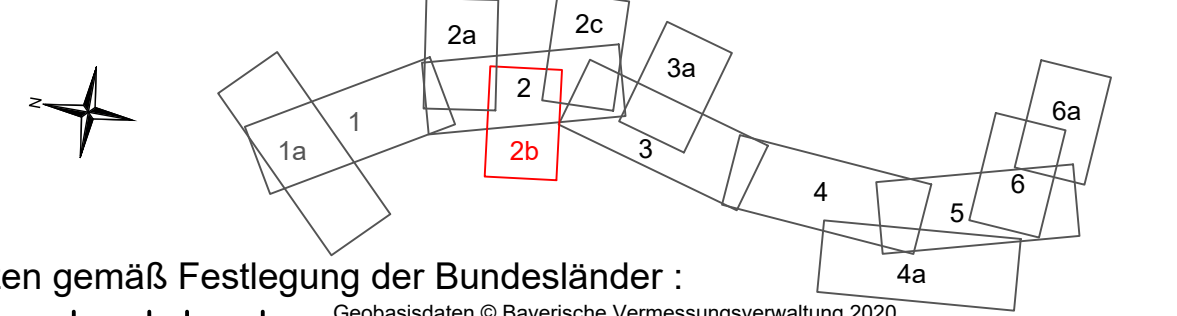 2a
2c
3a
2
6a
N
1
1a
2b
3
4
6
5
4a
en gemäß Festlegung der Bundesländer :
Geobasisdaten © Bayerische Vermessungsverwaltung 2020